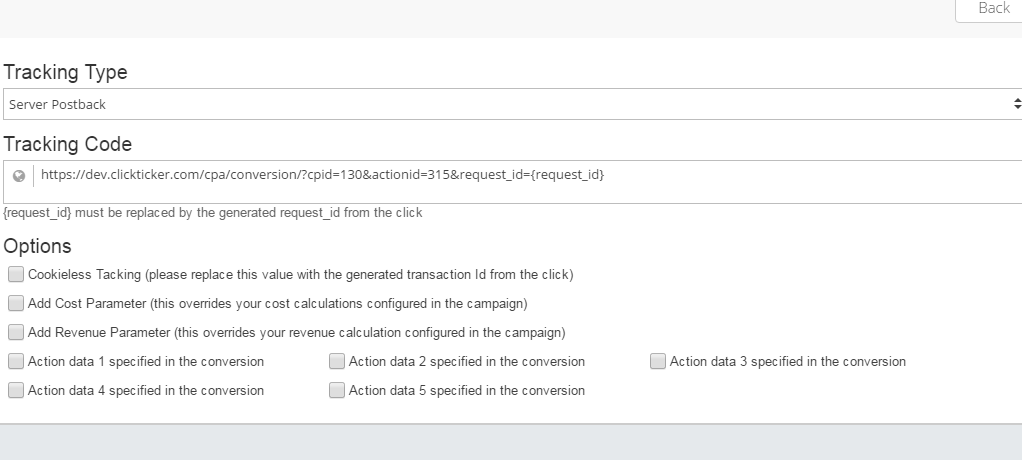 Back
Tracking Type
Server Postback
Tracking Code
https://dev.clickticker.com/cpa/conversion/?cpid=130&actionid=315&request_id={request_id}
{request_id} must be replaced by the generated request_id from the click
Options
Cookieless Tacking (please replace this value with the generated transaction Id from the click)
Add Cost Parameter (this overrides your cost calculations configured in the campaign)
Add Revenue Parameter (this overrides your revenue calculation configured in the campaign)
Action data 1 specified in the conversion Action data 2 specified in the conversion Action data 3 specified in the conversion
Action data 4 specified in the conversion Action data 5 specified in the conversion